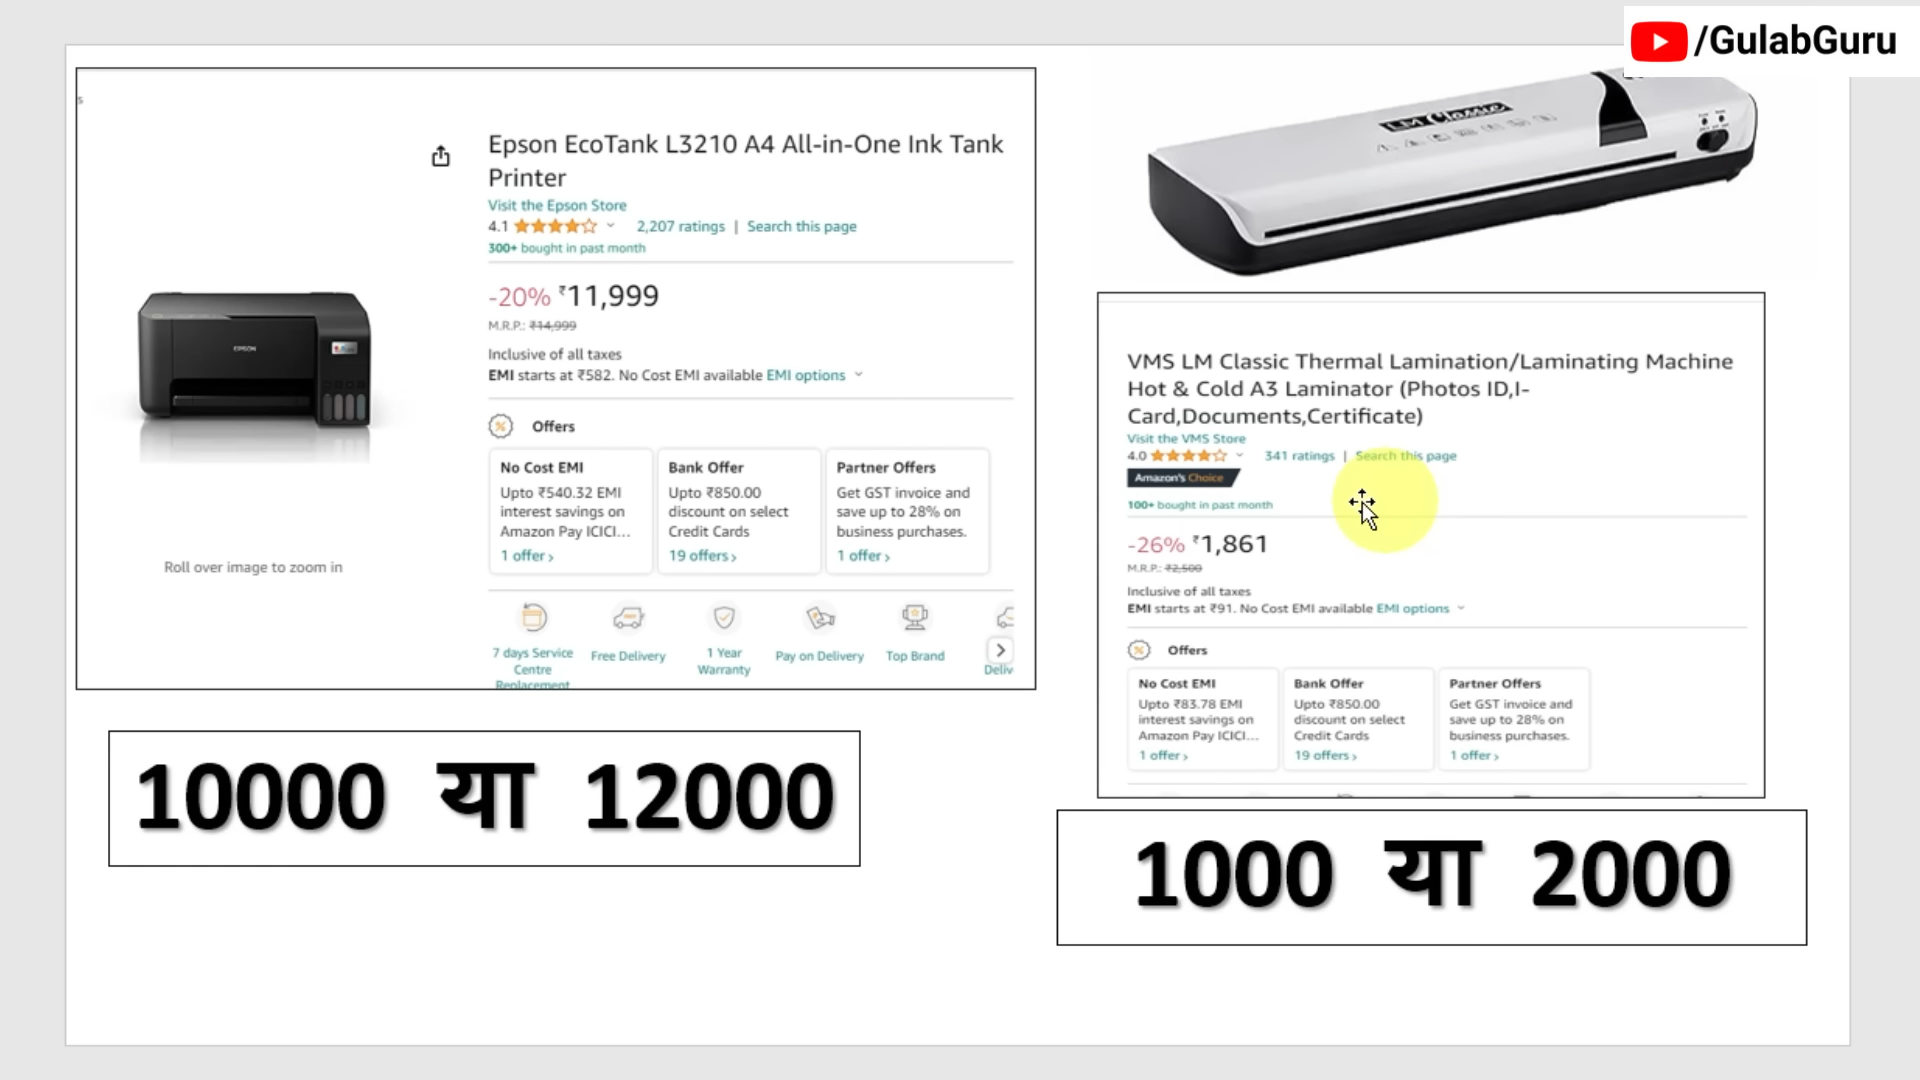 /GulabGuru
s
Epson EcoTank L3210 A4 All-in-One Ink Tank
Printer
Visit the Epson Store
4.1
2,207 ratings | Search this page
300+ bought in past month
-20% ₹11,999
M.R.P.: ₹14,999
Inclusive of all taxes
EMI starts at ₹582. No Cost EMI available EMI options
Offers
No Cost EMI
Upto ₹540.32 EMI
interest savings on
Amazon Pay ICICI...
1 offer ›
Bank Offer
Upto ₹850.00
discount on select
Credit Cards
19 offers ›
Partner Offers
Get GST invoice and
save up to 28% on
business purchases.
1 offer ›
EPSON
Roll over image to zoom in
7 days Service
Centre
Replacement
Free Delivery
1 Year
Warranty
Pay on Delivery
Top Brand
Deliv
10000 या 12000
LM Classic
VMS LM Classic Thermal Lamination/Laminating Machine
Hot & Cold A3 Laminator (Photos ID,I-
Card,Documents,Certificate)
Visit the VMS Store
4.0
341 ratings | Search this page
Amazon's Choice
100+ bought in past month
-26% ₹1,861
M.R.P.: ₹2,500
Inclusive of all taxes
EMI starts at ₹91. No Cost EMI available EMI options
Offers
No Cost EMI
Upto ₹83.78 EMI
interest savings on
Amazon Pay ICICI...
1 offer ›
Bank Offer
Upto ₹850.00
discount on select
Credit Cards
19 offers ›
Partner Offers
Get GST invoice and
save up to 28% on
business purchases.
1 offer ›
1000 या 2000